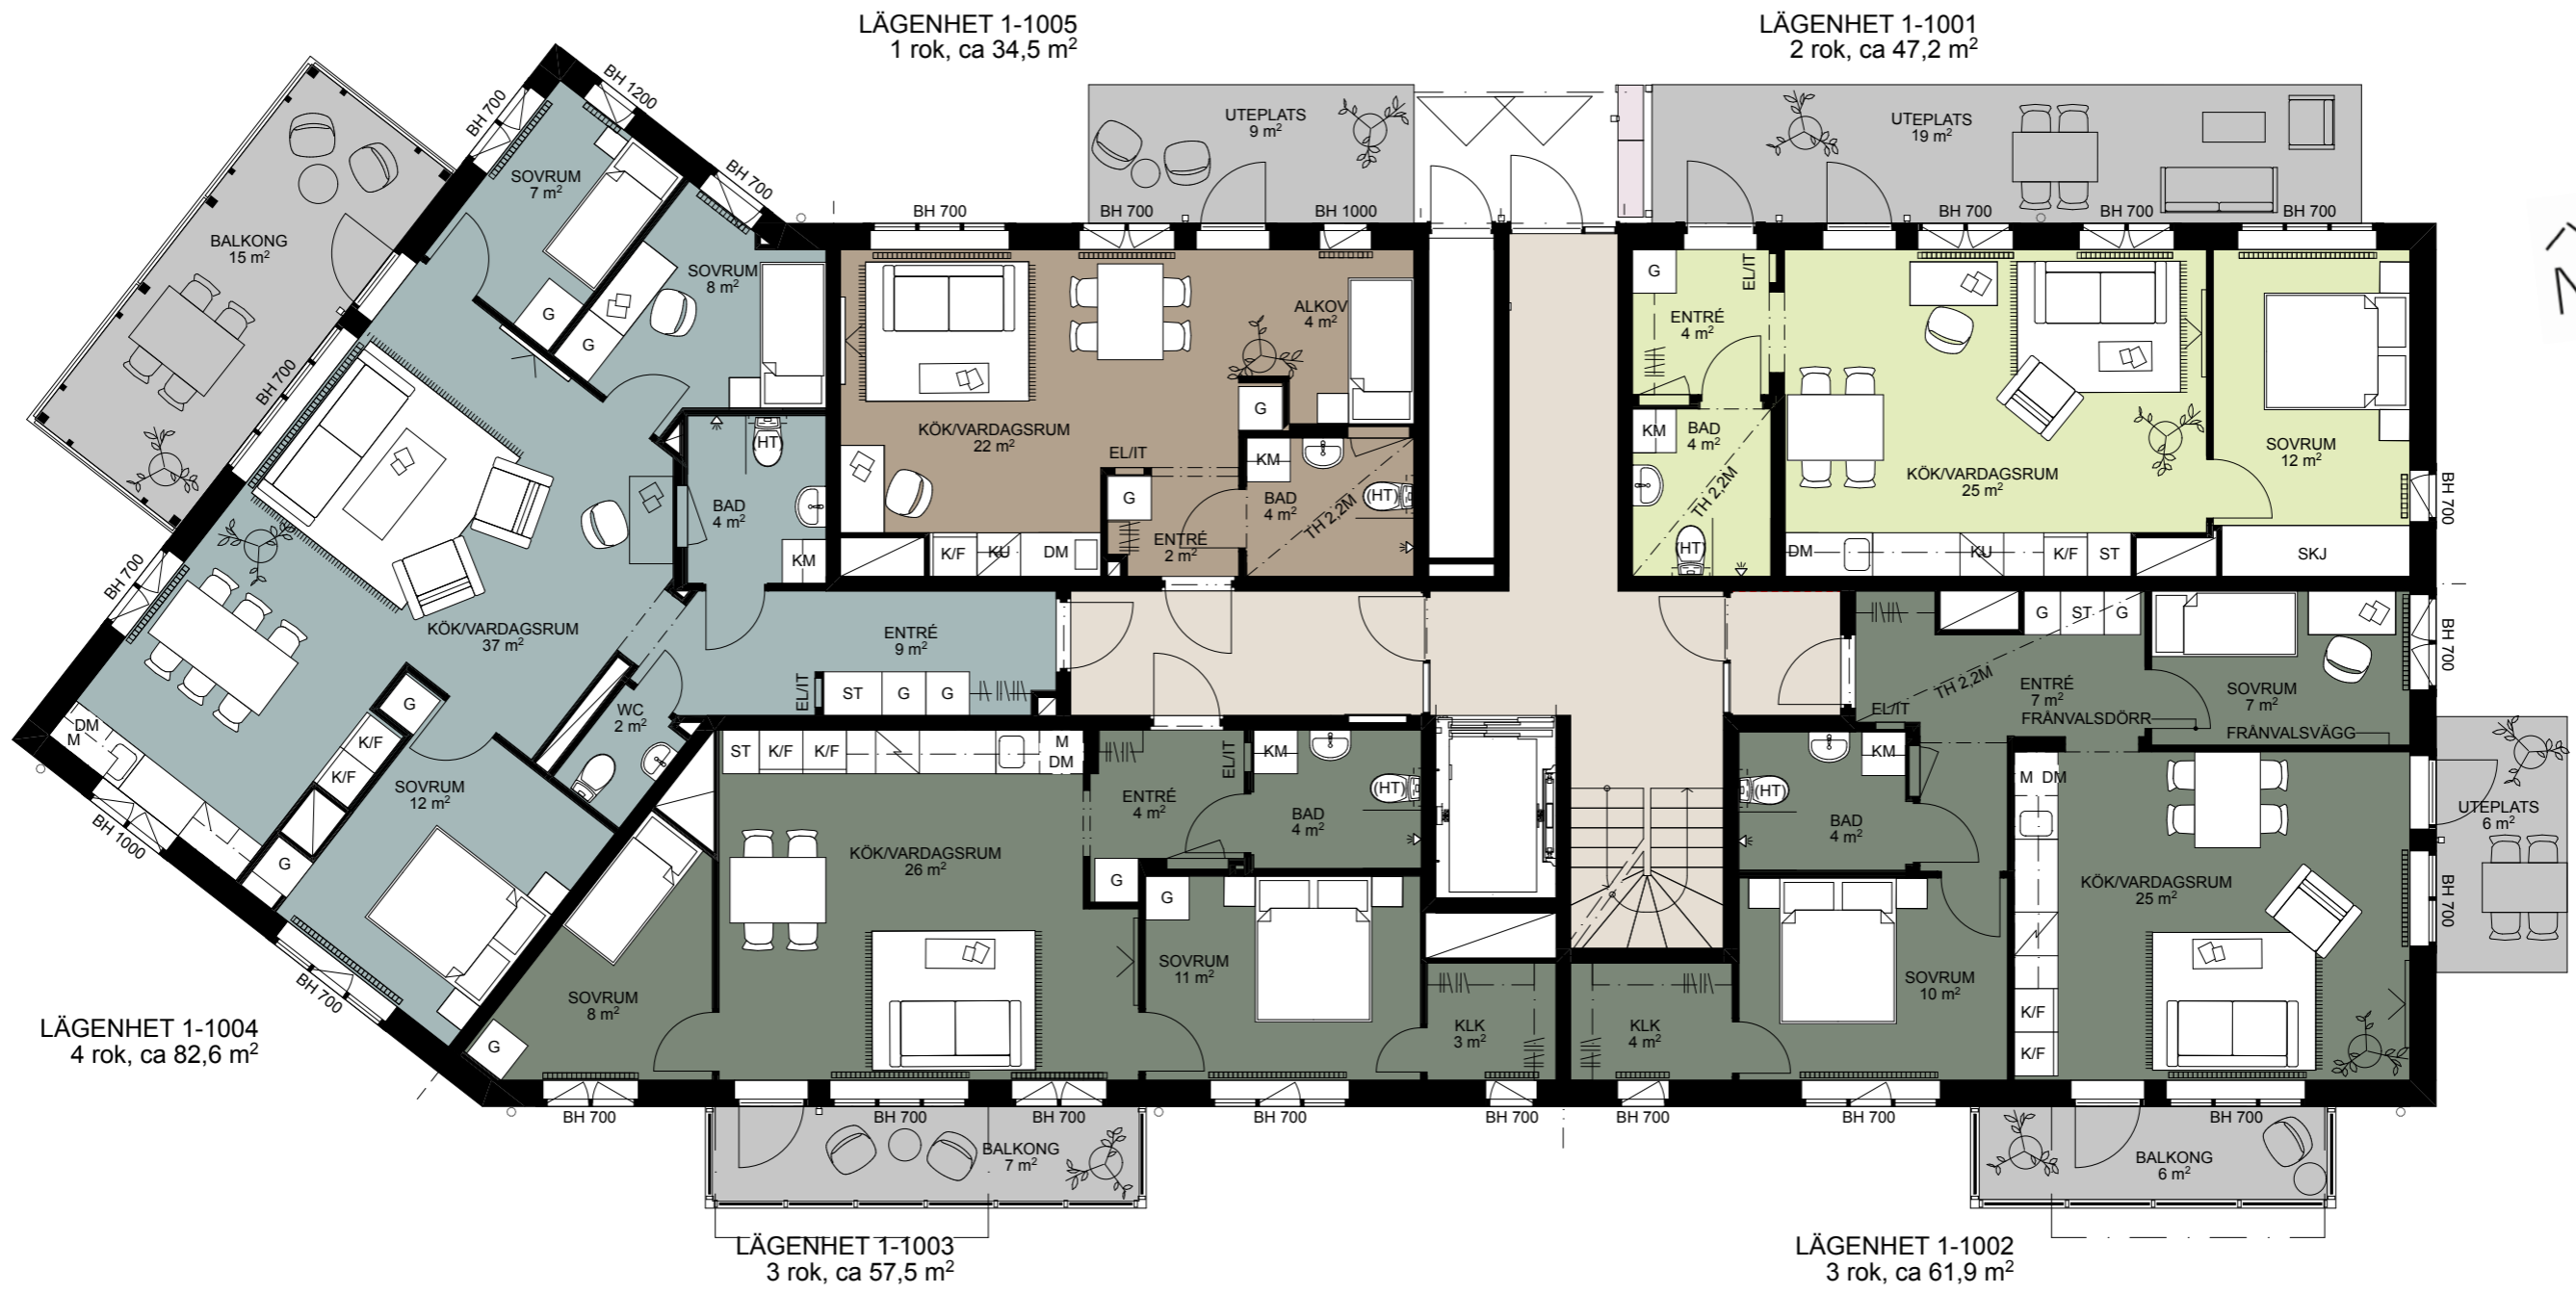 LÄGENHET 1-1005
1 rok, ca 34,5 m²
LÄGENHET 1-1001
2 rok, ca 47,2 m²
BH 700
BH 1200
BH 700
SOVRUM
7 m²
G
SOVRUM
8 m²
G
BALKONG
15 m²
BH 700
BH 700
KÖK/VARDAGSRUM
37 m²
HT
BAD
4 m²
KM
ENTRÉ
9 m²
EL/IT
ST
G
G
WC
2 m²
G
K/F
K/F
DM
M
SOVRUM
12 m²
G
BH 1000
BH 700
LÄGENHET 1-1004
4 rok, ca 82,6 m²
UTEPLATS
9 m²
BH 700
BH 700
BH 1000
ALKOV
4 m²
G
KÖK/VARDAGSRUM
22 m²
EL/IT
G
KM
BAD
4 m²
(HT)
TH 2,2M
ENTRÉ
2 m²
K/F
KU
DM
UTEPLATS
19 m²
BH 700
BH 700
BH 700
G
EL/IT
ENTRÉ
4 m²
KM
BAD
4 m²
TH 2,2M
(HT)
KÖK/VARDAGSRUM
25 m²
SOVRUM
12 m²
BH 700
DM
KU
K/F
ST
SKJ
G
ST
G
TH 2,2M
ENTRÉ
7 m²
EL/IT
FRÅNVALSDÖRR
SOVRUM
7 m²
FRÅNVALSVÄGG
BH 700
ST
K/F
K/F
M
DM
EL/IT
ENTRÉ
4 m²
KM
BAD
4 m²
(HT)
KÖK/VARDAGSRUM
26 m²
G
G
SOVRUM
11 m²
SOVRUM
8 m²
G
KLK
3 m²
KLK
4 m²
(HT)
KM
BAD
4 m²
SOVRUM
10 m²
M DM
KÖK/VARDAGSRUM
25 m²
K/F
K/F
UTEPLATS
6 m²
BH 700
BH 700
BH 700
BH 700
BH 700
BH 700
BH 700
BH 700
BH 700
BALKONG
7 m²
BALKONG
6 m²
LÄGENHET 1-1003
3 rok, ca 57,5 m²
LÄGENHET 1-1002
3 rok, ca 61,9 m²